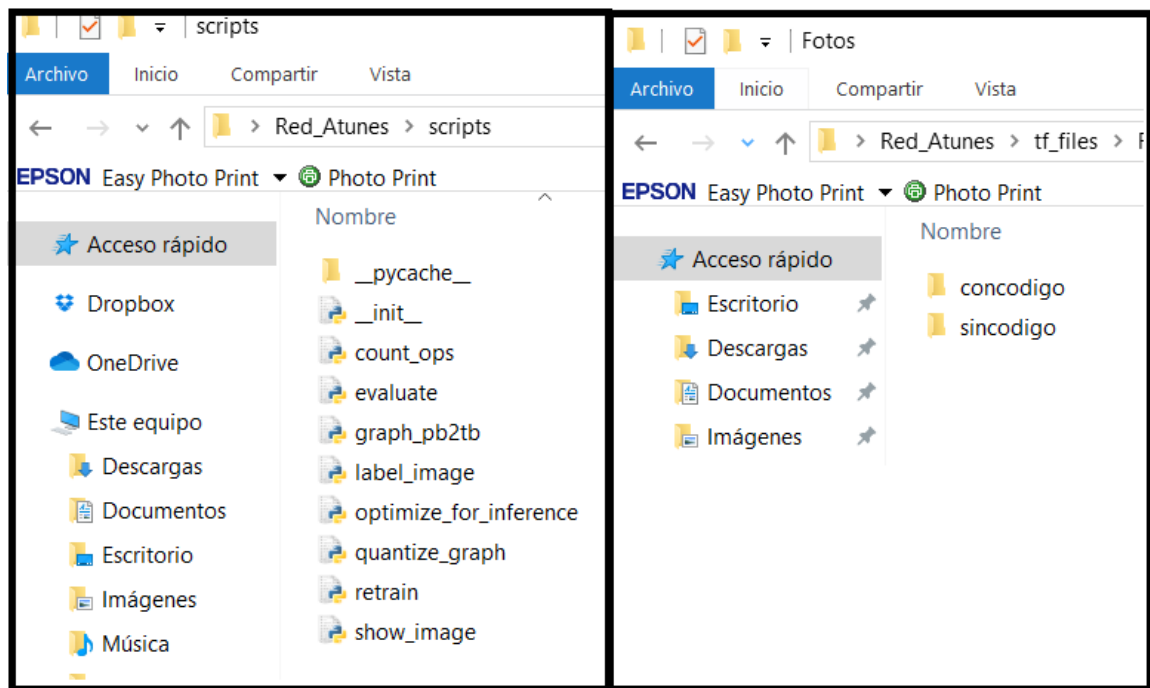 scripts
Archivo Inicio Compartir Vista
Red_Atunes > scripts
EPSON Easy Photo Print Photo Print
Nombre
Acceso rápido
Dropbox
OneDrive
Este equipo
Descargas
Documentos
Escritorio
Imágenes
Música
__pycache__
__init__
count_ops
evaluate
graph_pb2tb
label_image
optimize_for_inference
quantize_graph
retrain
show_image
Fotos
Archivo Inicio Compartir Vista
Red_Atunes > tf_files >
EPSON Easy Photo Print Photo Print
Nombre
Acceso rápido
Escritorio
Descargas
Documentos
Imágenes
concodigo
sincodigo